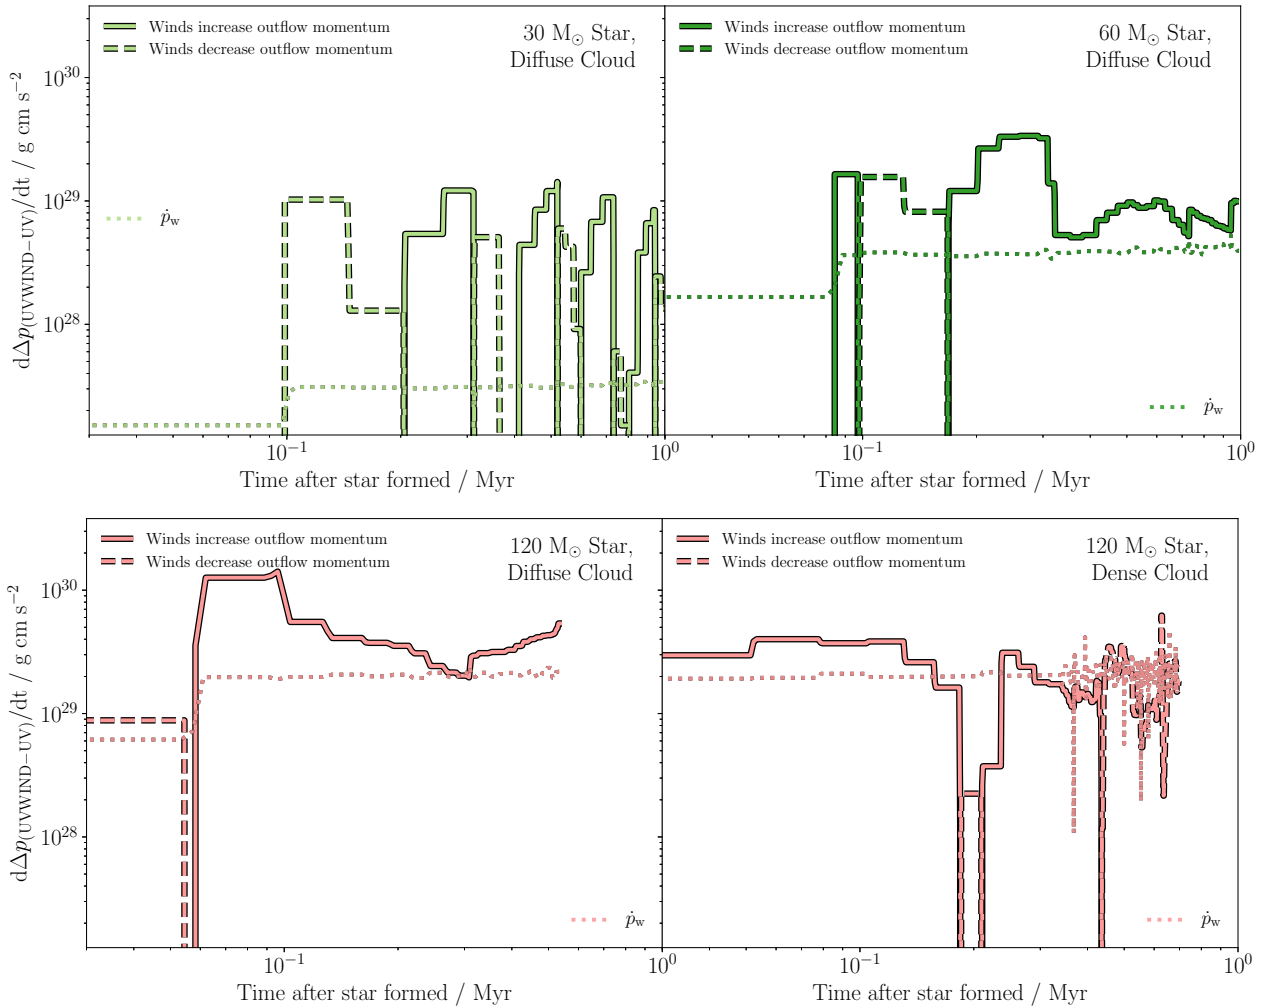 Winds increase outflow momentum
Winds decrease outflow momentum
30 M☉ Star,
Diffuse Cloud
ṗw
Winds increase outflow momentum
Winds decrease outflow momentum
60 M☉ Star,
Diffuse Cloud
ṗw
10³⁰
10²⁹
10²⁸
dΔp(UVWIND−UV)/dt / g cm s⁻²
10⁻¹
10⁰
10⁻¹
10⁰
Time after star formed / Myr
Time after star formed / Myr
Winds increase outflow momentum
Winds decrease outflow momentum
120 M☉ Star,
Diffuse Cloud
ṗw
Winds increase outflow momentum
Winds decrease outflow momentum
120 M☉ Star,
Dense Cloud
ṗw
10³⁰
10²⁹
10²⁸
dΔp(UVWIND−UV)/dt / g cm s⁻²
10⁻¹
10⁰
10⁻¹
10⁰
Time after star formed / Myr
Time after star formed / Myr